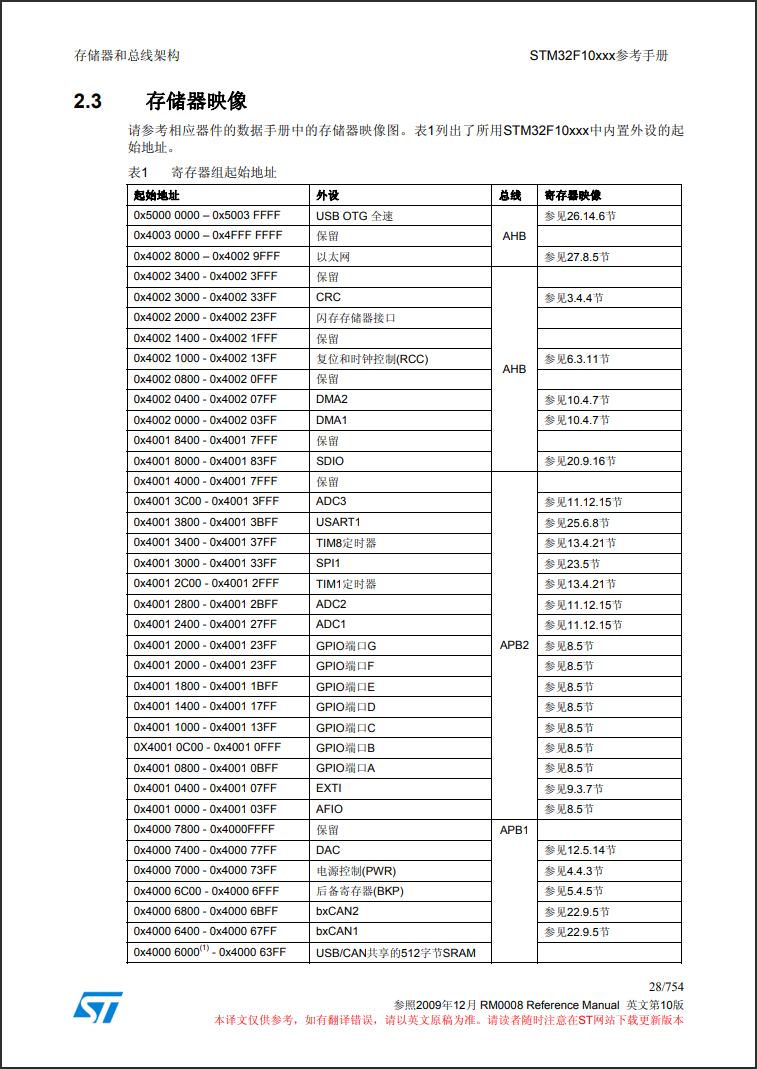 存储器和总线架构 STM32F10xxx参考手册
2.3 存储器映像
请参考相应器件的数据手册中的存储器映像图。表1列出了所用STM32F10xxx中内置外设的起
始地址。
表1 寄存器组起始地址
起始地址 外设 总线 寄存器映像
0x5000 0000 – 0x5003 FFFF USB OTG 全速 参见26.14.6节
0x4003 0000 – 0x4FFF FFFF 保留 AHB
0x4002 8000 – 0x4002 9FFF 以太网 参见27.8.5节
0x4002 3400 - 0x4002 3FFF 保留
0x4002 3000 - 0x4002 33FF CRC 参见3.4.4节
0x4002 2000 - 0x4002 23FF 闪存存储器接口
0x4002 1400 - 0x4002 1FFF 保留
0x4002 1000 - 0x4002 13FF 复位和时钟控制(RCC) 参见6.3.11节
0x4002 0800 - 0x4002 0FFF 保留 AHB
0x4002 0400 - 0x4002 07FF DMA2 参见10.4.7节
0x4002 0000 - 0x4002 03FF DMA1 参见10.4.7节
0x4001 8400 - 0x4001 7FFF 保留
0x4001 8000 - 0x4001 83FF SDIO 参见20.9.16节
0x4001 4000 - 0x4001 7FFF 保留
0x4001 3C00 - 0x4001 3FFF ADC3 参见11.12.15节
0x4001 3800 - 0x4001 3BFF USART1 参见25.6.8节
0x4001 3400 - 0x4001 37FF TIM8定时器 参见13.4.21节
0x4001 3000 - 0x4001 33FF SPI1 参见23.5节
0x4001 2C00 - 0x4001 2FFF TIM1定时器 参见13.4.21节
0x4001 2800 - 0x4001 2BFF ADC2 参见11.12.15节
0x4001 2400 - 0x4001 27FF ADC1 参见11.12.15节
0x4001 2000 - 0x4001 23FF GPIO端口G APB2 参见8.5节
0x4001 2000 - 0x4001 23FF GPIO端口F 参见8.5节
0x4001 1800 - 0x4001 1BFF GPIO端口E 参见8.5节
0x4001 1400 - 0x4001 17FF GPIO端口D 参见8.5节
0x4001 1000 - 0x4001 13FF GPIO端口C 参见8.5节
0X4001 0C00 - 0x4001 0FFF GPIO端口B 参见8.5节
0x4001 0800 - 0x4001 0BFF GPIO端口A 参见8.5节
0x4001 0400 - 0x4001 07FF EXTI 参见9.3.7节
0x4001 0000 - 0x4001 03FF AFIO 参见8.5节
0x4000 7800 - 0x4000FFFF 保留 APB1
0x4000 7400 - 0x4000 77FF DAC 参见12.5.14节
0x4000 7000 - 0x4000 73FF 电源控制(PWR) 参见4.4.3节
0x4000 6C00 - 0x4000 6FFF 后备寄存器(BKP) 参见5.4.5节
0x4000 6800 - 0x4000 6BFF bxCAN2 参见22.9.5节
0x4000 6400 - 0x4000 67FF bxCAN1 参见22.9.5节
0x4000 6000(1) - 0x4000 63FF USB/CAN共享的512字节SRAM
28/754
参照2009年12月 RM0008 Reference Manual 英文第10版
ST 本译文仅供参考，如有翻译错误，请以英文原稿为准。请读者随时注意在ST网站下载更新版本